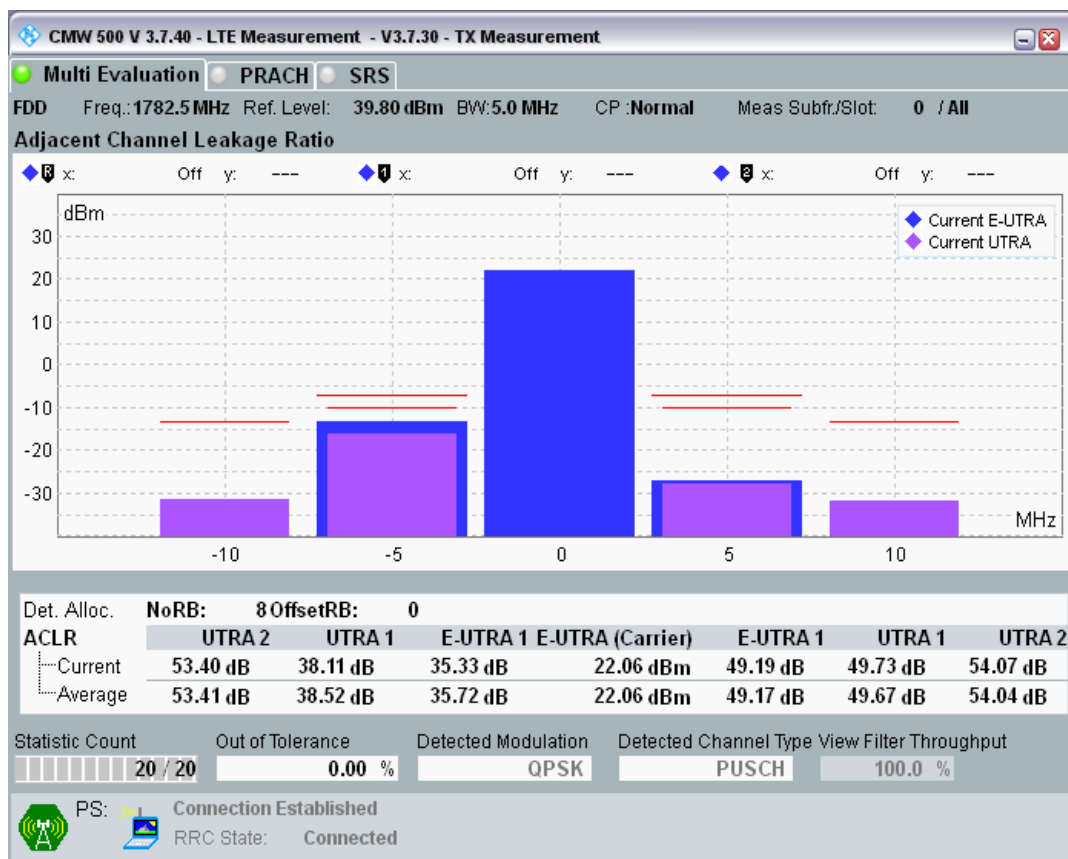 CMW 500 V 3.7.40 - LTE Measurement - V3.7.30 - TX Measurement
Multi Evaluation PRACH SRS
FDD Freq.: 1782.5 MHz Ref. Level: 39.80 dBm BW: 5.0 MHz CP : Normal Meas Subfr./Slot: 0 / All
Adjacent Channel Leakage Ratio
R x: Off y: --- 1 x: Off y: --- 2 x: Off y: ---
dBm
Current E-UTRA
Current UTRA
30
20
10
0
-10
-20
-30
MHz
-10 -5 0 5 10
Det. Alloc. NoRB: 8 OffsetRB: 0
ACLR UTRA 2 UTRA 1 E-UTRA 1 E-UTRA (Carrier) E-UTRA 1 UTRA 1 UTRA 2
Current 53.40 dB 38.11 dB 35.33 dB 22.06 dBm 49.19 dB 49.73 dB 54.07 dB
Average 53.41 dB 38.52 dB 35.72 dB 22.06 dBm 49.17 dB 49.67 dB 54.04 dB
Statistic Count Out of Tolerance Detected Modulation Detected Channel Type View Filter Throughput
20 / 20 0.00 % QPSK PUSCH 100.0 %
PS: Connection Established
RRC State: Connected